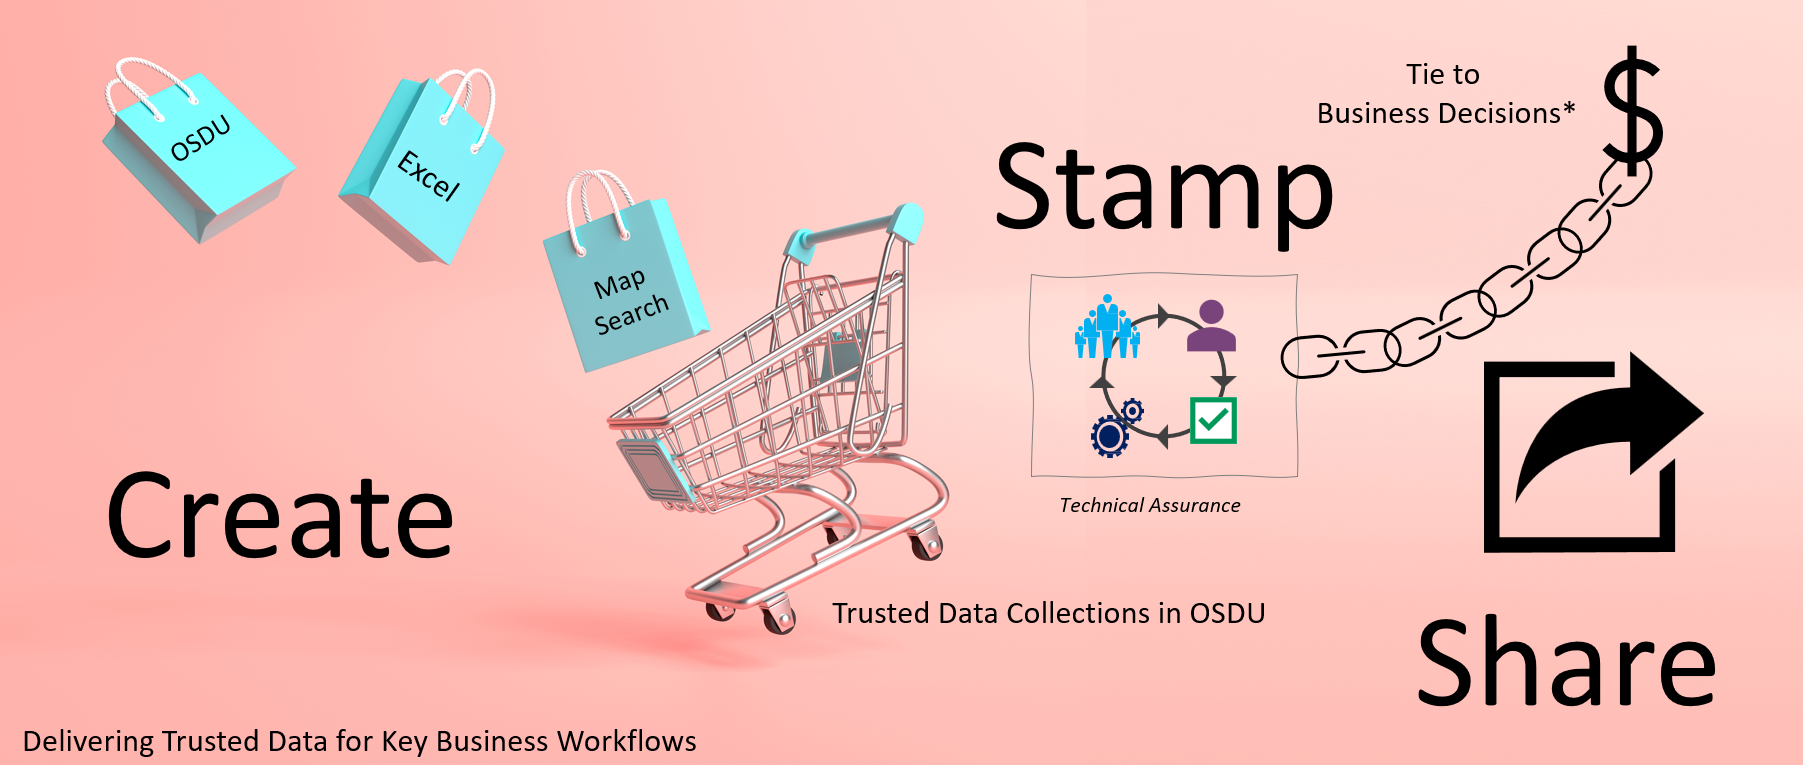 OSDU
Excel
Map
Search
Create
Stamp
Tie to
Business Decisions*
$
Technical Assurance
Trusted Data Collections in OSDU
Share
Delivering Trusted Data for Key Business Workflows